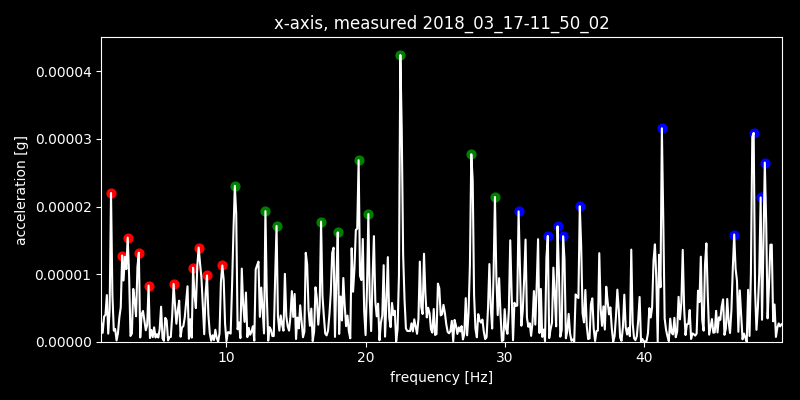 x-axis, measured 2018_03_17-11_50_02
0.00004
0.00003
0.00002
0.00001
0.00000
acceleration [g]
10 20 30 40
frequency [Hz]